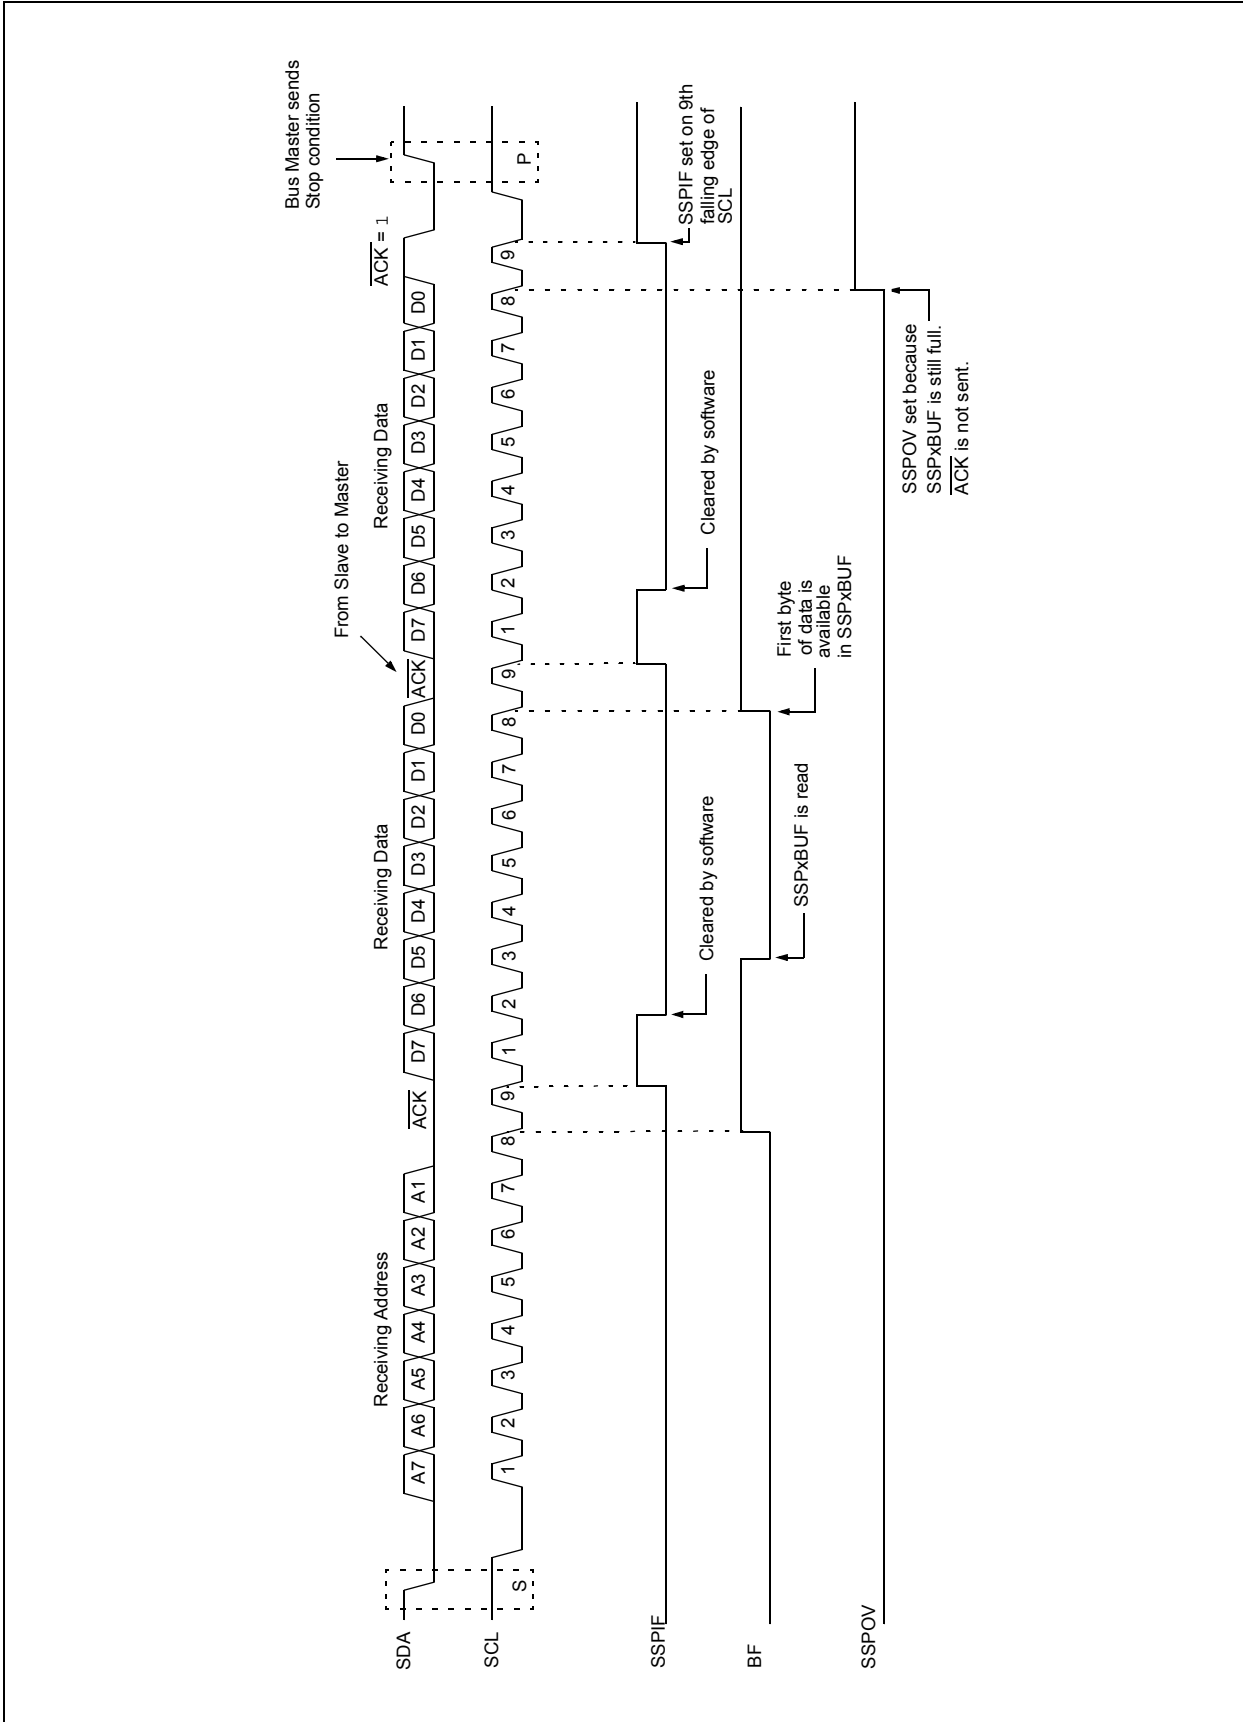 Bus Master sends
Stop condition
From Slave to Master
Receiving Address
Receiving Data
Receiving Data
ACK = 1
SDA
A7 A6 A5 A4 A3 A2 A1
ACK
D7 D6 D5 D4 D3 D2 D1 D0
ACK
D7 D6 D5 D4 D3 D2 D1 D0
SCL
1 2 3 4 5 6 7 8 9
1 2 3 4 5 6 7 8 9
1 2 3 4 5 6 7 8 9
S
P
SSPIF
Cleared by software
Cleared by software
SSPIF set on 9th
falling edge of
SCL
BF
SSPxBUF is read
First byte
of data is
available
in SSPxBUF
SSPOV
SSPOV set because
SSPxBUF is still full.
ACK is not sent.